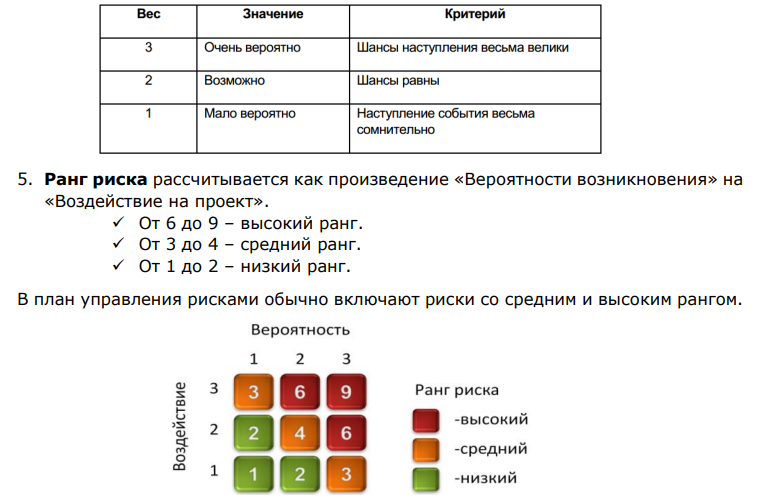 Вес Значение Критерий
3 Очень вероятно Шансы наступления весьма велики
2 Возможно Шансы равны
1 Мало вероятно Наступление события весьма
сомнительно
5. Ранг риска рассчитывается как произведение «Вероятности возникновения» на
«Воздействие на проект».
✓ От 6 до 9 – высокий ранг.
✓ От 3 до 4 – средний ранг.
✓ От 1 до 2 – низкий ранг.
В план управления рисками обычно включают риски со средним и высоким рангом.
Вероятность
1 2 3
Воздействие
3 3 6 9
2 2 4 6
1 1 2 3
Ранг риска
-высокий
-средний
-низкий